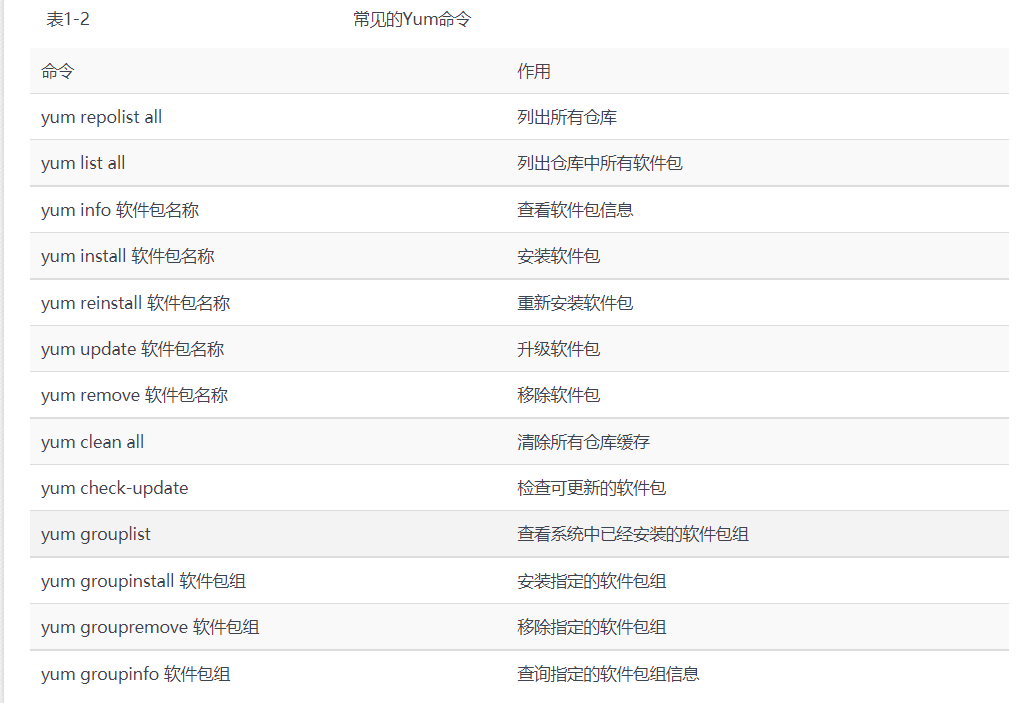 表1-2 常见的Yum命令
命令 作用
yum repolist all 列出所有仓库
yum list all 列出仓库中所有软件包
yum info 软件包名称 查看软件包信息
yum install 软件包名称 安装软件包
yum reinstall 软件包名称 重新安装软件包
yum update 软件包名称 升级软件包
yum remove 软件包名称 移除软件包
yum clean all 清除所有仓库缓存
yum check-update 检查可更新的软件包
yum grouplist 查看系统中已经安装的软件包组
yum groupinstall 软件包组 安装指定的软件包组
yum groupremove 软件包组 移除指定的软件包组
yum groupinfo 软件包组 查询指定的软件包组信息